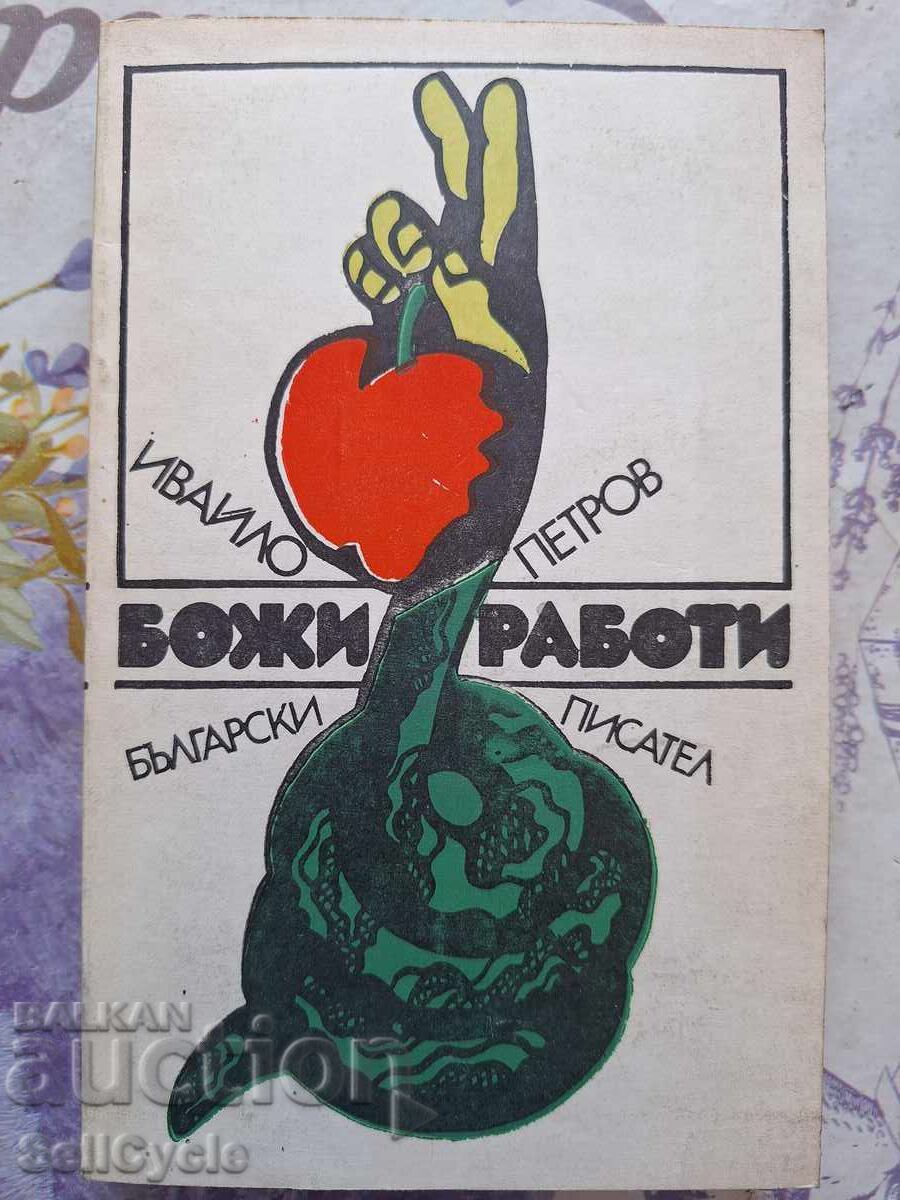 ИВАЙЛО ПЕТРОВ
БОЖИ РАБОТИ
БЪЛГАРСКИ ПИСАТЕЛ
BALKAN
auction
SellCycle